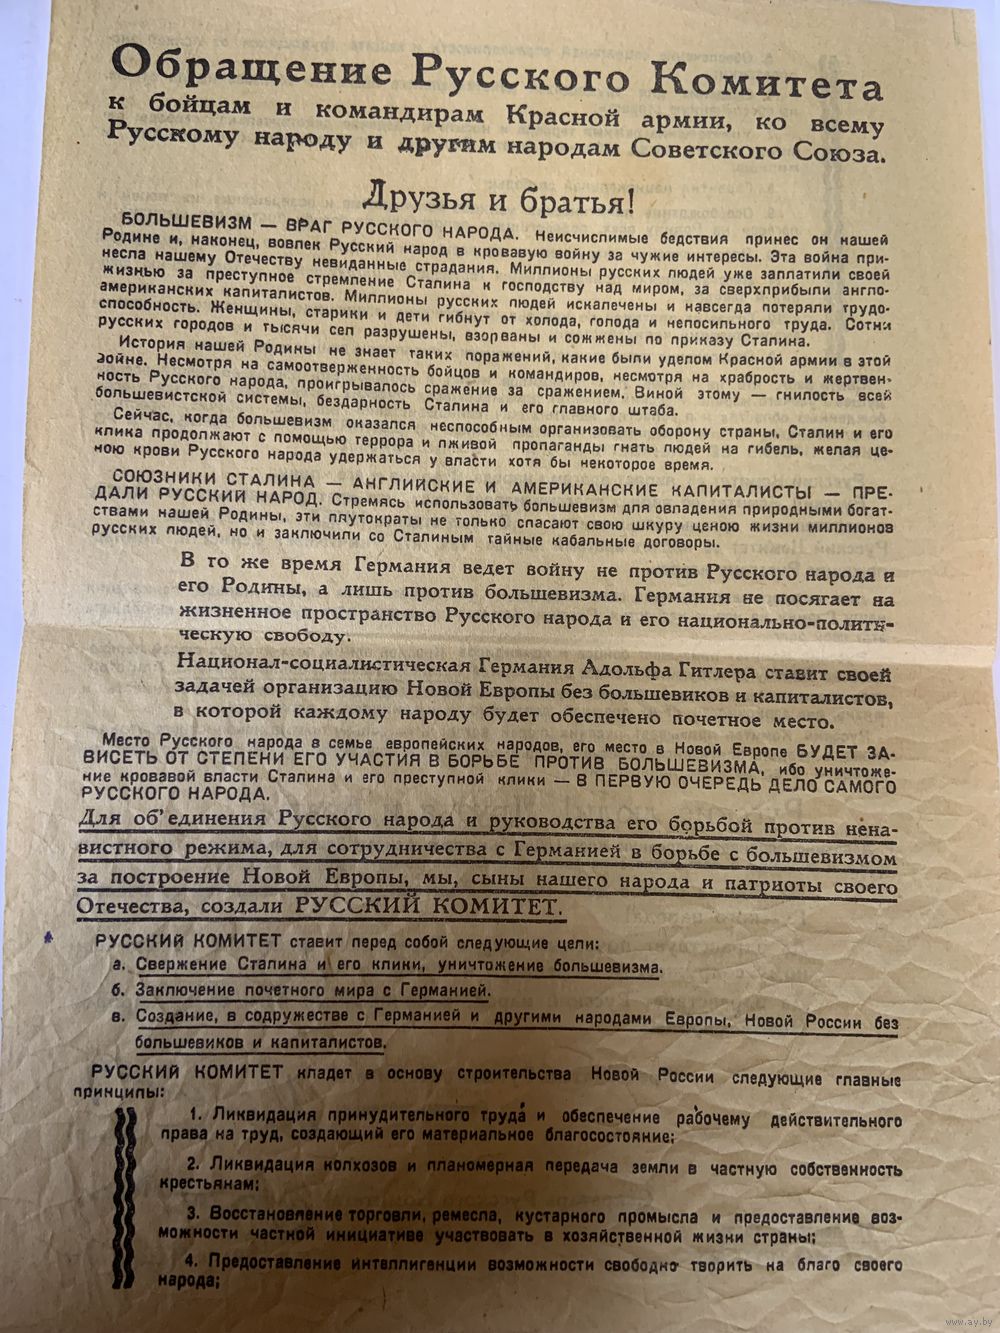 Обращение Русского Комитета
к бойцам и командирам Красной армии, ко всему
Русскому народу и другим народам Советского Союза.
Друзья и братья!
БОЛЬШЕВИЗМ — ВРАГ РУССКОГО НАРОДА. Неисчислимые бедствия принес он нашей
Родине и, наконец, вовлек Русский народ в кровавую войну за чужие интересы. Эта война при-
несла нашему Отечеству невиданные страдания. Миллионы русских людей уже заплатили своей
жизнью за преступное стремление Сталина к господству над миром, за сверхприбыли англо-
американских капиталистов. Миллионы русских людей искалечены и навсегда потеряли трудо-
способность. Женщины, старики и дети гибнут от холода, голода и непосильного труда. Сотни
русских городов и тысячи сел разрушены, взорваны и сожжены по приказу Сталина.
История нашей Родины не знает таких поражений, какие были уделом Красной армии в этой
войне. Несмотря на самоотверженность бойцов и командиров, несмотря на храбрость и жертвен-
ность Русского народа, проигрывалось сражение за сражением. Виной этому — гнилость всей
большевистской системы, бездарность Сталина и его главного штаба.
Сейчас, когда большевизм оказался неспособным организовать оборону страны, Сталин и его
клика продолжают с помощью террора и лживой пропаганды гнать людей на гибель, желая це-
ною крови Русского народа удержаться у власти хотя бы некоторое время.
СОЮЗНИКИ СТАЛИНА — АНГЛИЙСКИЕ И АМЕРИКАНСКИЕ КАПИТАЛИСТЫ — ПРЕ-
ДАЛИ РУССКИЙ НАРОД. Стремясь использовать большевизм для овладения природными богат-
ствами нашей Родины, эти плутократы не только спасают свою шкуру ценою жизни миллионов
русских людей, но и заключили со Сталиным тайные кабальные договоры.
В то же время Германия ведет войну не против Русского народа и
его Родины, а лишь против большевизма. Германия не посягает на
жизненное пространство Русского народа и его национально-полити-
ческую свободу.
Национал-социалистическая Германия Адольфа Гитлера ставит своей
задачей организацию Новой Европы без большевиков и капиталистов,
в которой каждому народу будет обеспечено почетное место.
Место Русского народа в семье европейских народов, его место в Новой Европе БУДЕТ ЗА-
ВИСЕТЬ ОТ СТЕПЕНИ ЕГО УЧАСТИЯ В БОРЬБЕ ПРОТИВ БОЛЬШЕВИЗМА, ибо уничтоже-
ние кровавой власти Сталина и его преступной клики — В ПЕРВУЮ ОЧЕРЕДЬ ДЕЛО САМОГО
РУССКОГО НАРОДА.
Для об'единения Русского народа и руководства его борьбой против нена-
вистного режима, для сотрудничества с Германией в борьбе с большевизмом
за построение Новой Европы, мы, сыны нашего народа и патриоты своего
Отечества, создали РУССКИЙ КОМИТЕТ.
РУССКИЙ КОМИТЕТ ставит перед собой следующие цели:
а. Свержение Сталина и его клики, уничтожение большевизма.
б. Заключение почетного мира с Германией.
в. Создание, в содружестве с Германией и другими народами Европы, Новой России без
большевиков и капиталистов.
РУССКИЙ КОМИТЕТ кладет в основу строительства Новой России следующие главные
принципы:
1. Ликвидация принудительного труда и обеспечение рабочему действительного
права на труд, создающий его материальное благосостояние;
2. Ликвидация колхозов и планомерная передача земли в частную собственность
крестьянам;
3. Восстановление торговли, ремесла, кустарного промысла и предоставление воз-
можности частной инициативе участвовать в хозяйственной жизни страны;
4. Предоставление интеллигенции возможности свободно творить на благо своего
народа;
www.ay.by